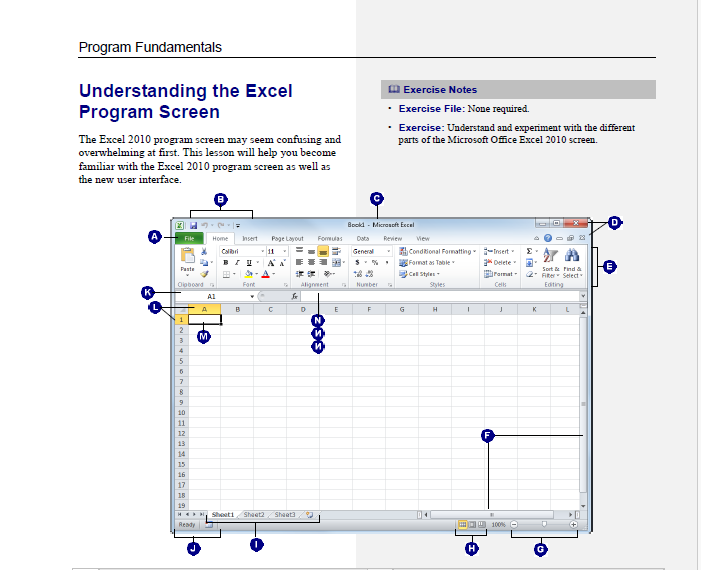 Program Fundamentals
Understanding the Excel
Program Screen
The Excel 2010 program screen may seem confusing and
overwhelming at first. This lesson will help you become
familiar with the Excel 2010 program screen as well as
the new user interface.
Exercise Notes
• Exercise File: None required.
• Exercise: Understand and experiment with the different
parts of the Microsoft Office Excel 2010 screen.
B C
D
Book1 - Microsoft Excel
A
File Home Insert Page Layout Formulas Data Review View
Calibri 11 General Conditional Formatting Insert Σ
E
Paste B I U A A $ % , Format as Table Delete Sort & Find &
Cell Styles Format Filter Select
Clipboard Font Alignment Number Styles Cells Editing
K
A1 fx
L
A B C D E F G H I J K L
1
N
2
И
M
3
И
4
5
6
7
8
9
10
11
12
F
13
14
15
16
17
18
19
Sheet1 Sheet2 Sheet3
Ready 100%
J I H G